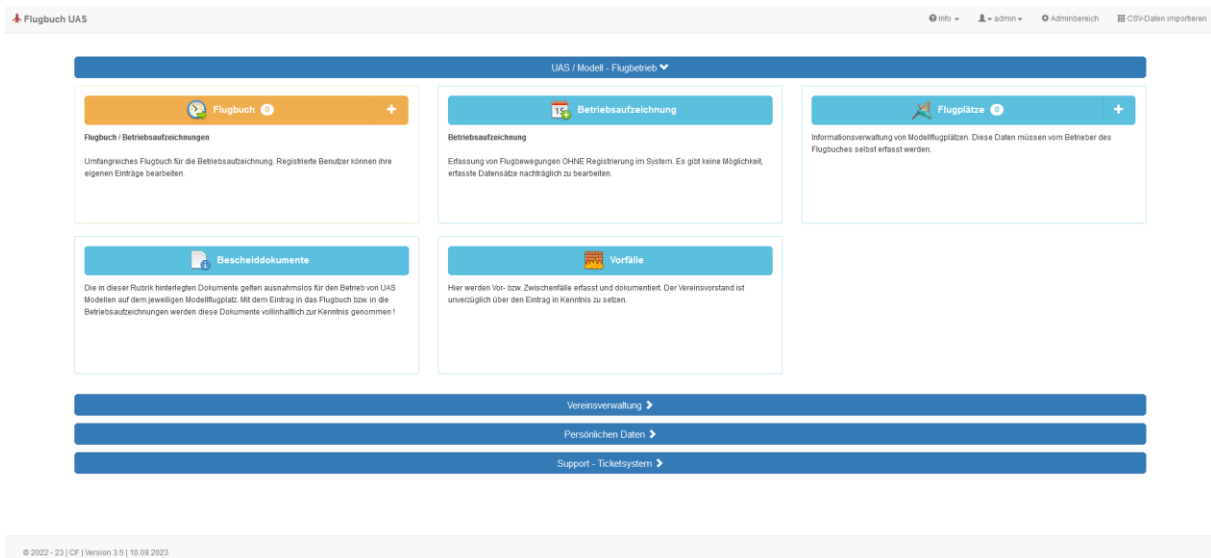 Flugbuch UAS
Info
admin
Adminbereich
CSV-Daten importieren
UAS / Modell - Flugbetrieb
Flugbuch 0 +
Flugbuch / Betriebsaufzeichnungen
Umfangreiches Flugbuch für die Betriebsaufzeichnung. Registrierte Benutzer können ihre
eigenen Einträge bearbeiten.
15 Betriebsaufzeichnung
Betriebsaufzeichnung
Erfassung von Flugbewegungen OHNE Registrierung im System. Es gibt keine Möglichkeit,
erfasste Datensätze nachträglich zu bearbeiten.
Flugplätze 0 +
Informationsverwaltung von Modellflugplätzen. Diese Daten müssen vom Betrieber des
Flugbuches selbst erfasst werden.
Bescheiddokumente
Die in dieser Rubrik hinterlegten Dokumente gelten ausnahmslos für den Betrieb von UAS
Modellen auf dem jeweiligen Modellflugplatz. Mit dem Eintrag in das Flugbuch bzw. in die
Betriebsaufzeichnungen werden diese Dokumente vollinhaltlich zur Kenntnis genommen !
Vorfälle
Hier werden Vor- bzw. Zwischenfälle erfasst und dokumentiert. Der Vereinsvorstand ist
unverzüglich über den Eintrag in Kenntnis zu setzen.
Vereinsverwaltung
Persönlichen Daten
Support - Ticketsystem
© 2022 - 23 | CF | Version 3.5 | 10.09.2023